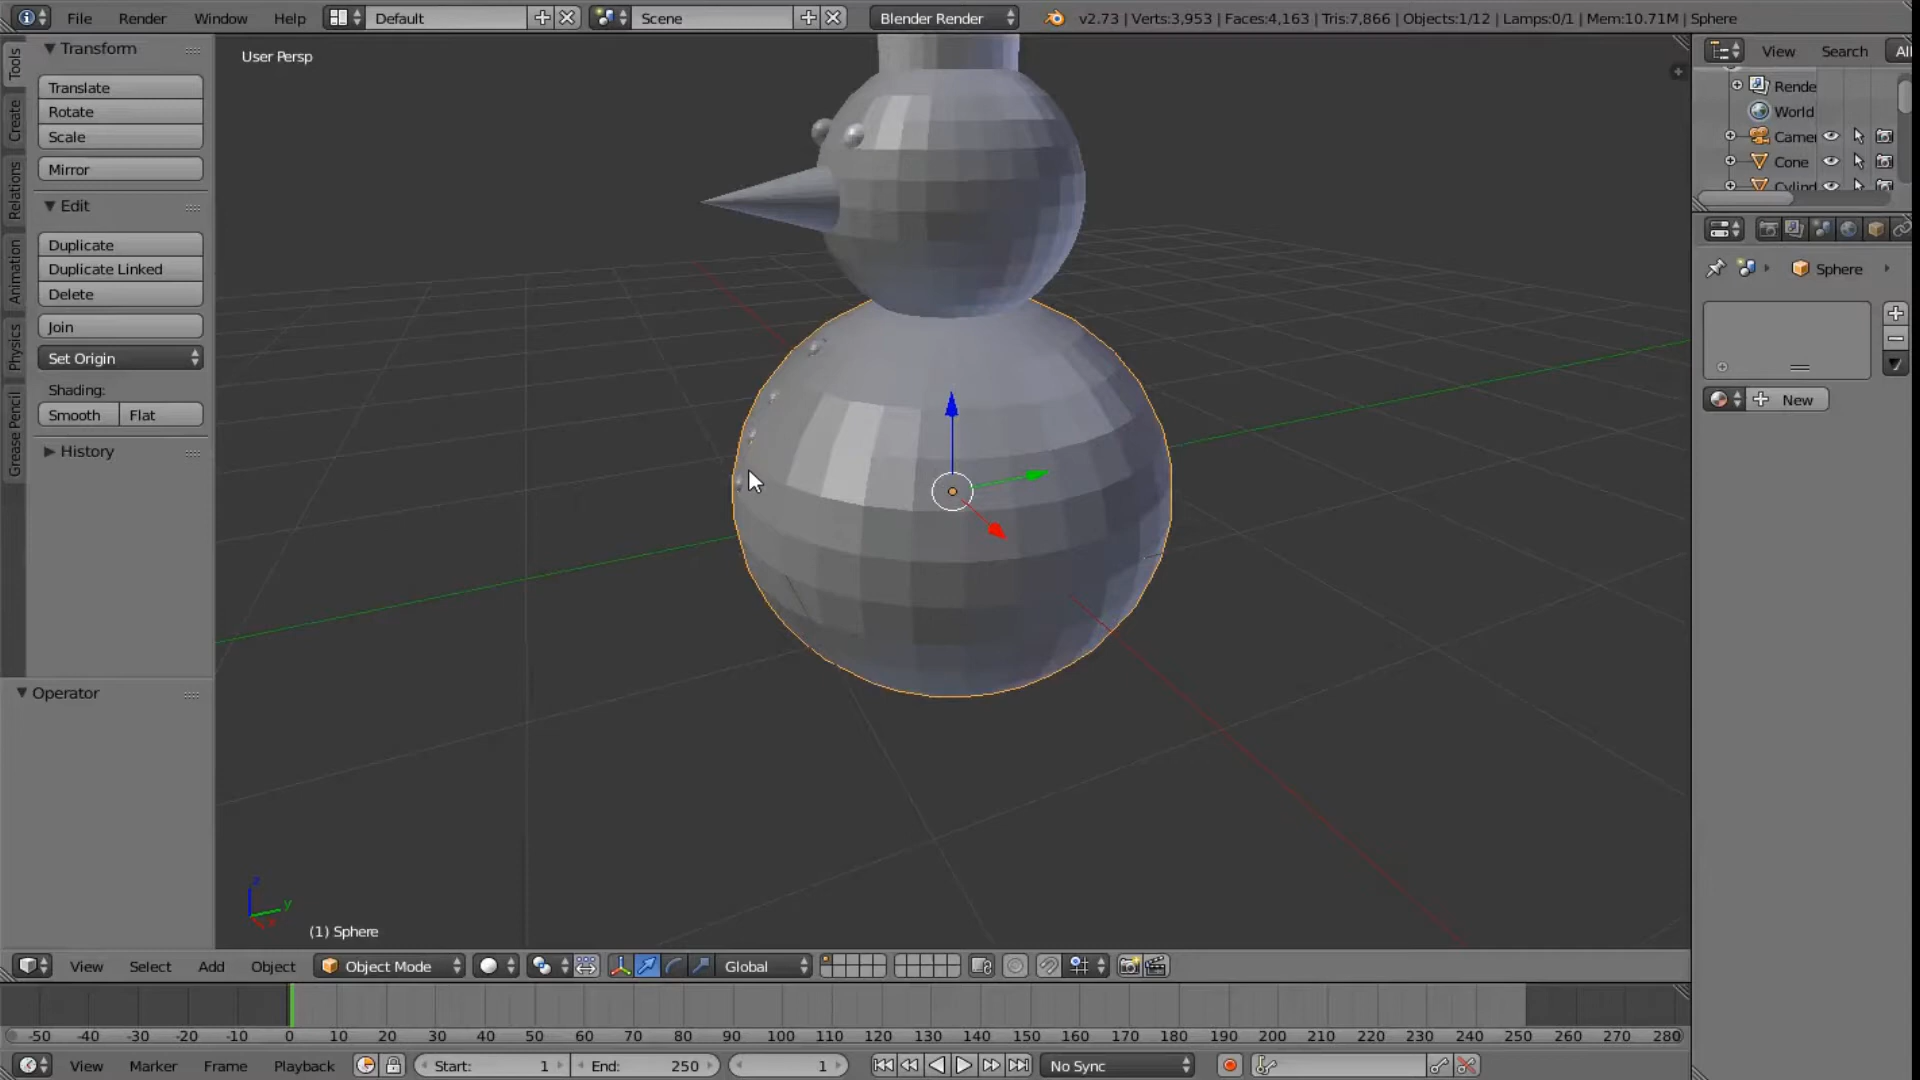 File Render Window Help Default Scene Blender Render v2.73 | Verts:3,953 | Faces:4,163 | Tris:7,866 | Objects:1/12 | Lamps:0/1 | Mem:10.71M | Sphere
Tools
Create
Relations
Animation
Physics
Grease Pencil
Transform
Translate
Rotate
Scale
Mirror
Edit
Duplicate
Duplicate Linked
Delete
Join
Set Origin
Shading:
Smooth Flat
History
Operator
User Persp
z
y
(1) Sphere
View Search All
Rende
World
Camer
Cone
Cylind
Sphere
New
View Select Add Object Object Mode Global
-50 -40 -30 -20 -10 0 10 20 30 40 50 60 70 80 90 100 110 120 130 140 150 160 170 180 190 200 210 220 230 240 250 260 270 280
View Marker Frame Playback Start: 1 End: 250 1 No Sync